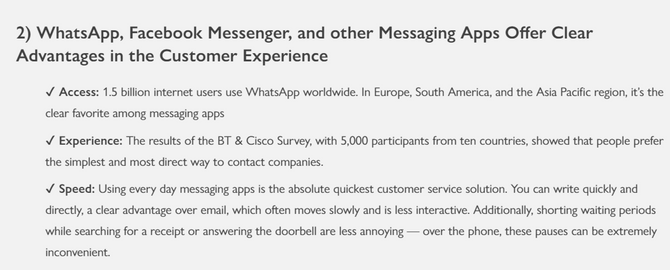 2) WhatsApp, Facebook Messenger, and other Messaging Apps Offer Clear
Advantages in the Customer Experience
✓ Access: 1.5 billion internet users use WhatsApp worldwide. In Europe, South America, and the Asia Pacific region, it's the
clear favorite among messaging apps
✓ Experience: The results of the BT & Cisco Survey, with 5,000 participants from ten countries, showed that people prefer
the simplest and most direct way to contact companies.
✓ Speed: Using every day messaging apps is the absolute quickest customer service solution. You can write quickly and
directly, a clear advantage over email, which often moves slowly and is less interactive. Additionally, shorting waiting periods
while searching for a receipt or answering the doorbell are less annoying — over the phone, these pauses can be extremely
inconvenient.